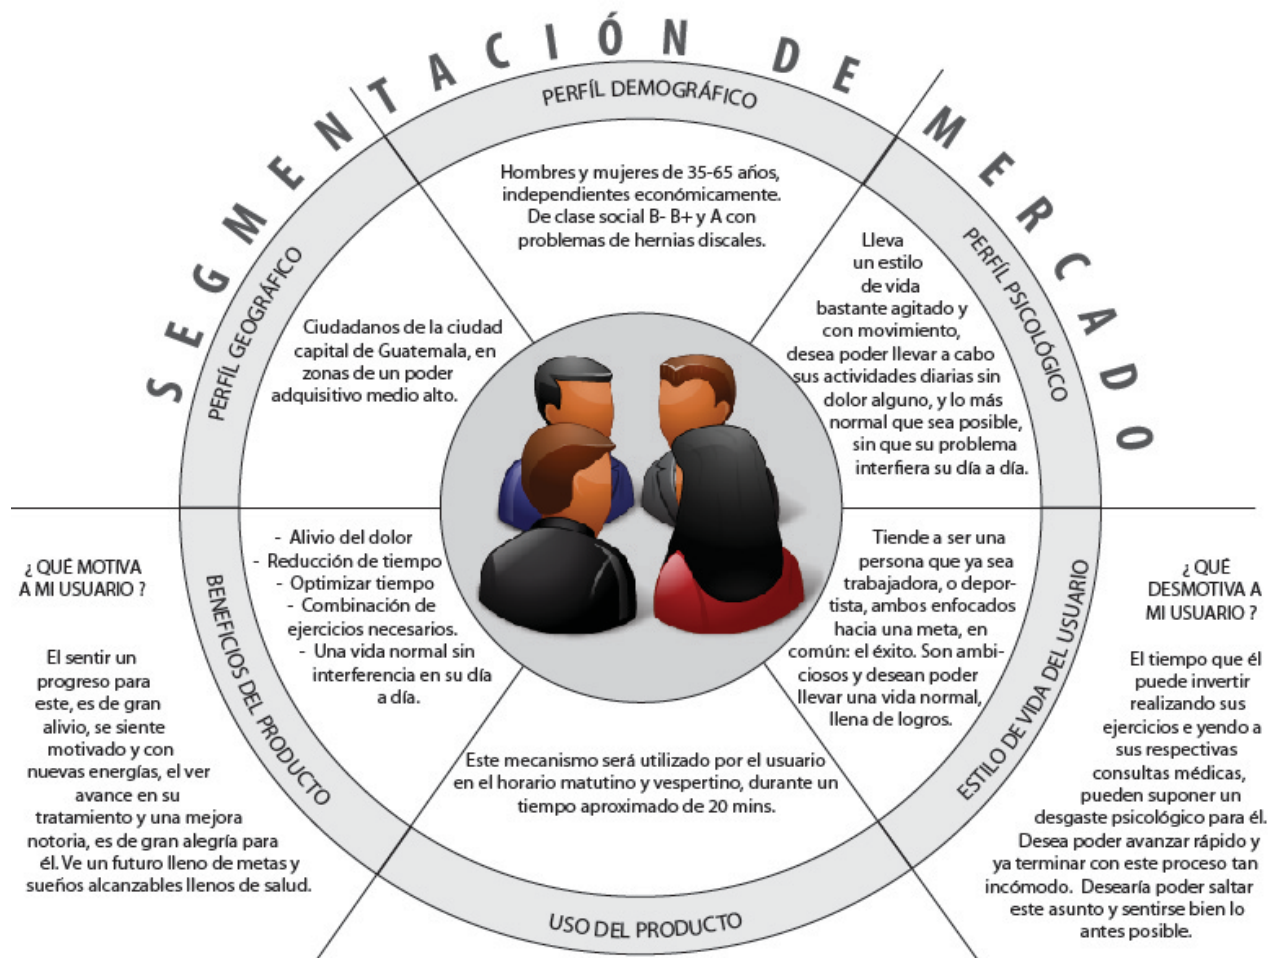 SEGMENTACIÓN DE MERCADO
PERFÍL DEMOGRÁFICO
Hombres y mujeres de 35-65 años,
independientes económicamente.
De clase social B- B+ y A con
problemas de hernias discales.
PERFÍL GEOGRÁFICO
Ciudadanos de la ciudad
capital de Guatemala, en
zonas de un poder
adquisitivo medio alto.
PERFÍL PSICOLÓGICO
Lleva
un estilo
de vida
bastante agitado y
con movimiento,
desea poder llevar a cabo
sus actividades diarias sin
dolor alguno, y lo más
normal que sea posible,
sin que su problema
interfiera su día a día.
¿ QUÉ MOTIVA
A MI USUARIO ?
El sentir un
progreso para
este, es de gran
alivio, se siente
motivado y con
nuevas energías, el ver
avance en su
tratamiento y una mejora
notoria, es de gran alegría para
él. Ve un futuro lleno de metas y
sueños alcanzables llenos de salud.
BENEFICIOS DEL PRODUCTO
- Alivio del dolor
- Reducción de tiempo
- Optimizar tiempo
- Combinación de
ejercicios necesarios.
- Una vida normal sin
interferencia en su día
a día.
USO DEL PRODUCTO
Este mecanismo será utilizado por el usuario
en el horario matutino y vespertino, durante un
tiempo aproximado de 20 mins.
ESTILO DE VIDA DEL USUARIO
Tiende a ser una
persona que ya sea
trabajadora, o depor-
tista, ambos enfocados
hacia una meta, en
común: el éxito. Son ambi-
ciosos y desean poder
llevar una vida normal,
llena de logros.
¿ QUÉ
DESMOTIVA A
MI USUARIO ?
El tiempo que él
puede invertir
realizando sus
ejercicios e yendo a
sus respectivas
consultas médicas,
pueden suponer un
desgaste psicológico para él.
Desea poder avanzar rápido y
ya terminar con este proceso tan
incómodo. Desearía poder saltar
este asunto y sentirse bien lo
antes posible.